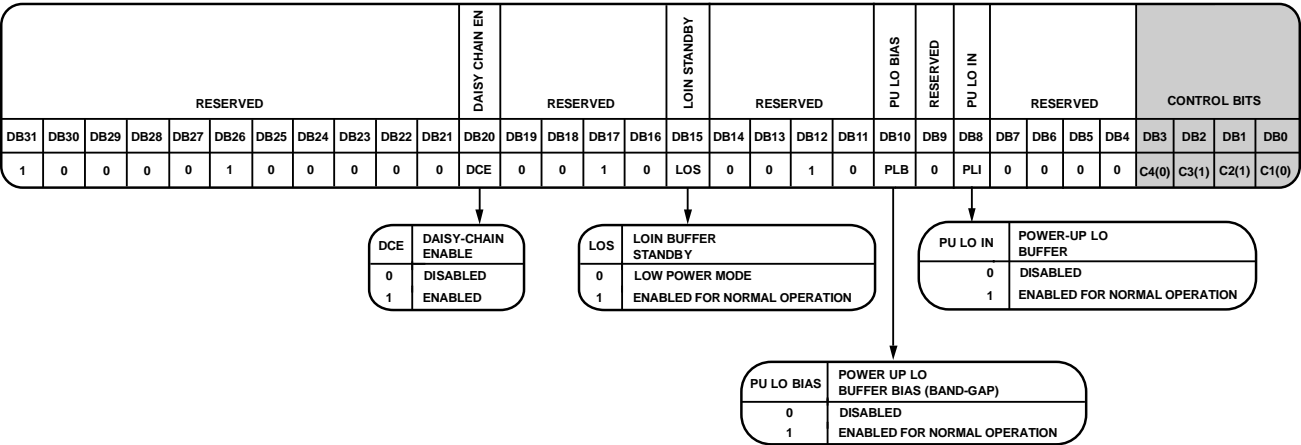 RESERVED DAISY CHAIN EN RESERVED LOIN STANDBY RESERVED PU LO BIAS RESERVED PU LO IN RESERVED CONTROL BITS
DB31 DB30 DB29 DB28 DB27 DB26 DB25 DB24 DB23 DB22 DB21 DB20 DB19 DB18 DB17 DB16 DB15 DB14 DB13 DB12 DB11 DB10 DB9 DB8 DB7 DB6 DB5 DB4 DB3 DB2 DB1 DB0
1 0 0 0 0 1 0 0 0 0 0 DCE 0 0 1 0 LOS 0 0 1 0 PLB 0 PLI 0 0 0 0 C4(0) C3(1) C2(1) C1(0)
DCE DAISY-CHAIN
ENABLE
0 DISABLED
1 ENABLED
LOS LOIN BUFFER
STANDBY
0 LOW POWER MODE
1 ENABLED FOR NORMAL OPERATION
PU LO IN POWER-UP LO
BUFFER
0 DISABLED
1 ENABLED FOR NORMAL OPERATION
PU LO BIAS POWER UP LO
BUFFER BIAS (BAND-GAP)
0 DISABLED
1 ENABLED FOR NORMAL OPERATION